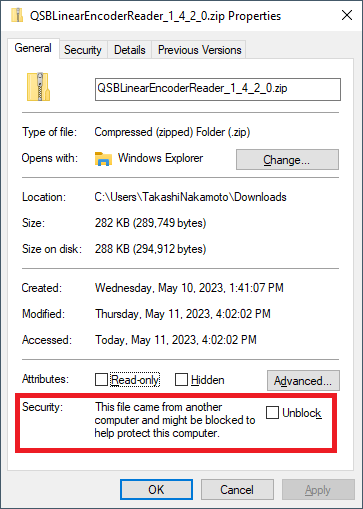 QSBLinearEncoderReader_1_4_2_0.zip Properties
General Security Details Previous Versions
QSBLinearEncoderReader_1_4_2_0.zip
Type of file: Compressed (zipped) Folder (.zip)
Opens with: Windows Explorer Change...
Location: C:\Users\TakashiNakamoto\Downloads
Size: 282 KB (289,749 bytes)
Size on disk: 288 KB (294,912 bytes)
Created: Wednesday, May 10, 2023, 1:41:07 PM
Modified: Thursday, May 11, 2023, 4:02:02 PM
Accessed: Today, May 11, 2023, 4:02:02 PM
Attributes: Read-only Hidden Advanced...
Security: This file came from another Unblock
computer and might be blocked to
help protect this computer.
OK Cancel Apply